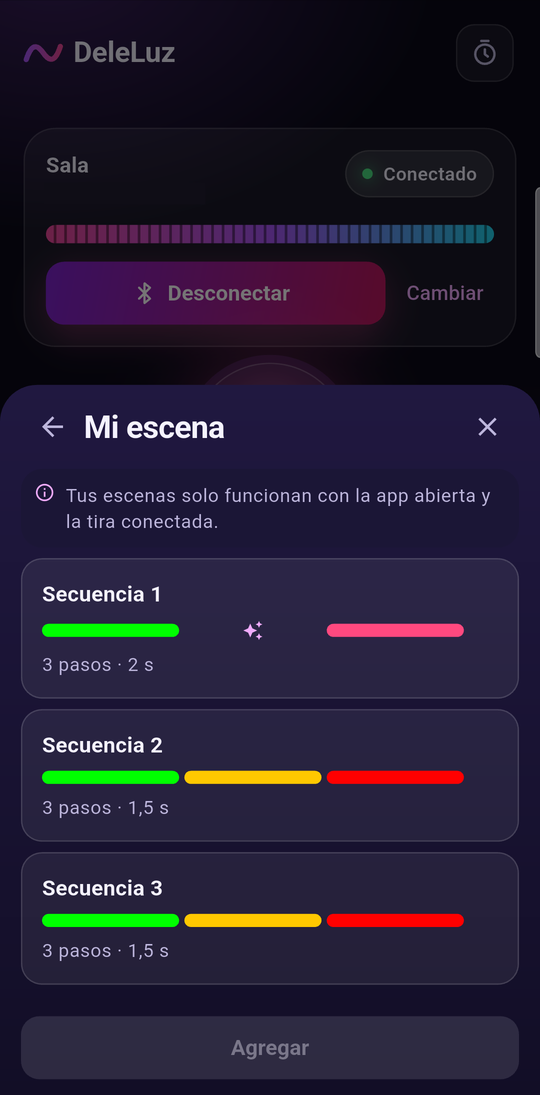 DeleLuz
Sala
Conectado
Desconectar
Cambiar
Mi escena
Tus escenas solo funcionan con la app abierta y
la tira conectada.
Secuencia 1
3 pasos · 2 s
Secuencia 2
3 pasos · 1,5 s
Secuencia 3
3 pasos · 1,5 s
Agregar